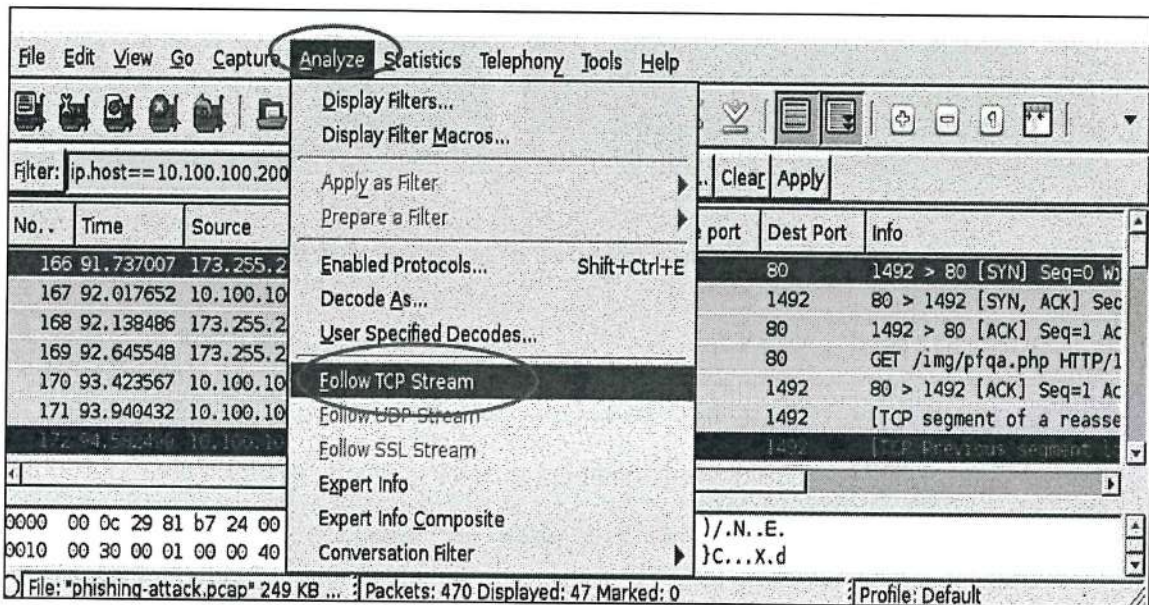 File Edit View Go Capture Analyze Statistics Telephony Tools Help
Display Filters...
Display Filter Macros...
Filter: ip.host==10.100.100.200
Apply as Filter
Clear Apply
Prepare a Filter
No.. Time Source port Dest Port Info
Enabled Protocols... Shift+Ctrl+E
166 91.737007 173.255.2 80 1492 > 80 [SYN] Seq=0 Wi
167 92.017652 10.100.10 1492 80 > 1492 [SYN, ACK] Sec
Decode As...
168 92.138486 173.255.2 80 1492 > 80 [ACK] Seq=1 Ac
User Specified Decodes...
169 92.645548 173.255.2 80 GET /img/pfqa.php HTTP/1
Follow TCP Stream
170 93.423567 10.100.10 1492 80 > 1492 [ACK] Seq=1 Ac
Follow UDP Stream
171 93.940432 10.100.10 1492 [TCP segment of a reasse
Follow SSL Stream
172 1492 [TCP Previous segment
Expert Info
Expert Info Composite
Conversation Filter
0000 00 0c 29 81 b7 24 00 )/.N..E.
0010 00 30 00 01 00 00 40 }C...X.d
File: "phishing-attack.pcap" 249 KB ... Packets: 470 Displayed: 47 Marked: 0 Profile: Default